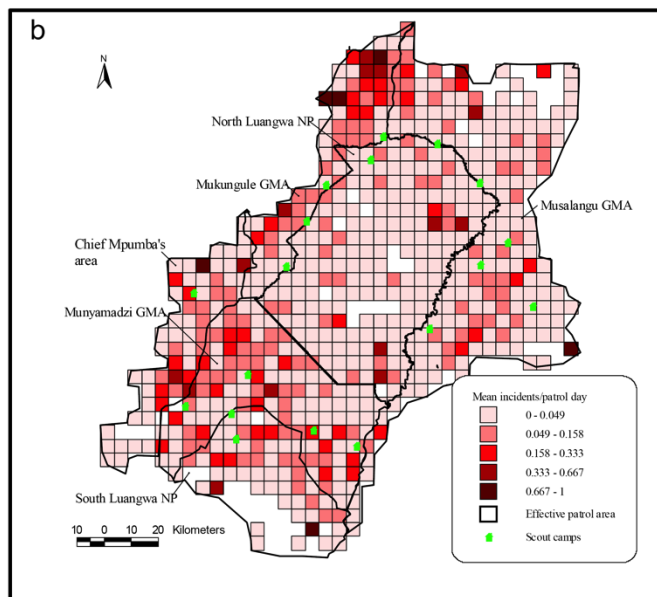 b
N
North Luangwa NP
Mukungule GMA
Musalangu GMA
Chief Mpumba's
area
Munyamadzi GMA
South Luangwa NP
10 0 10 20 Kilometers
Mean incidents/patrol day
0 - 0.049
0.049 - 0.158
0.158 - 0.333
0.333 - 0.667
0.667 - 1
Effective patrol area
Scout camps